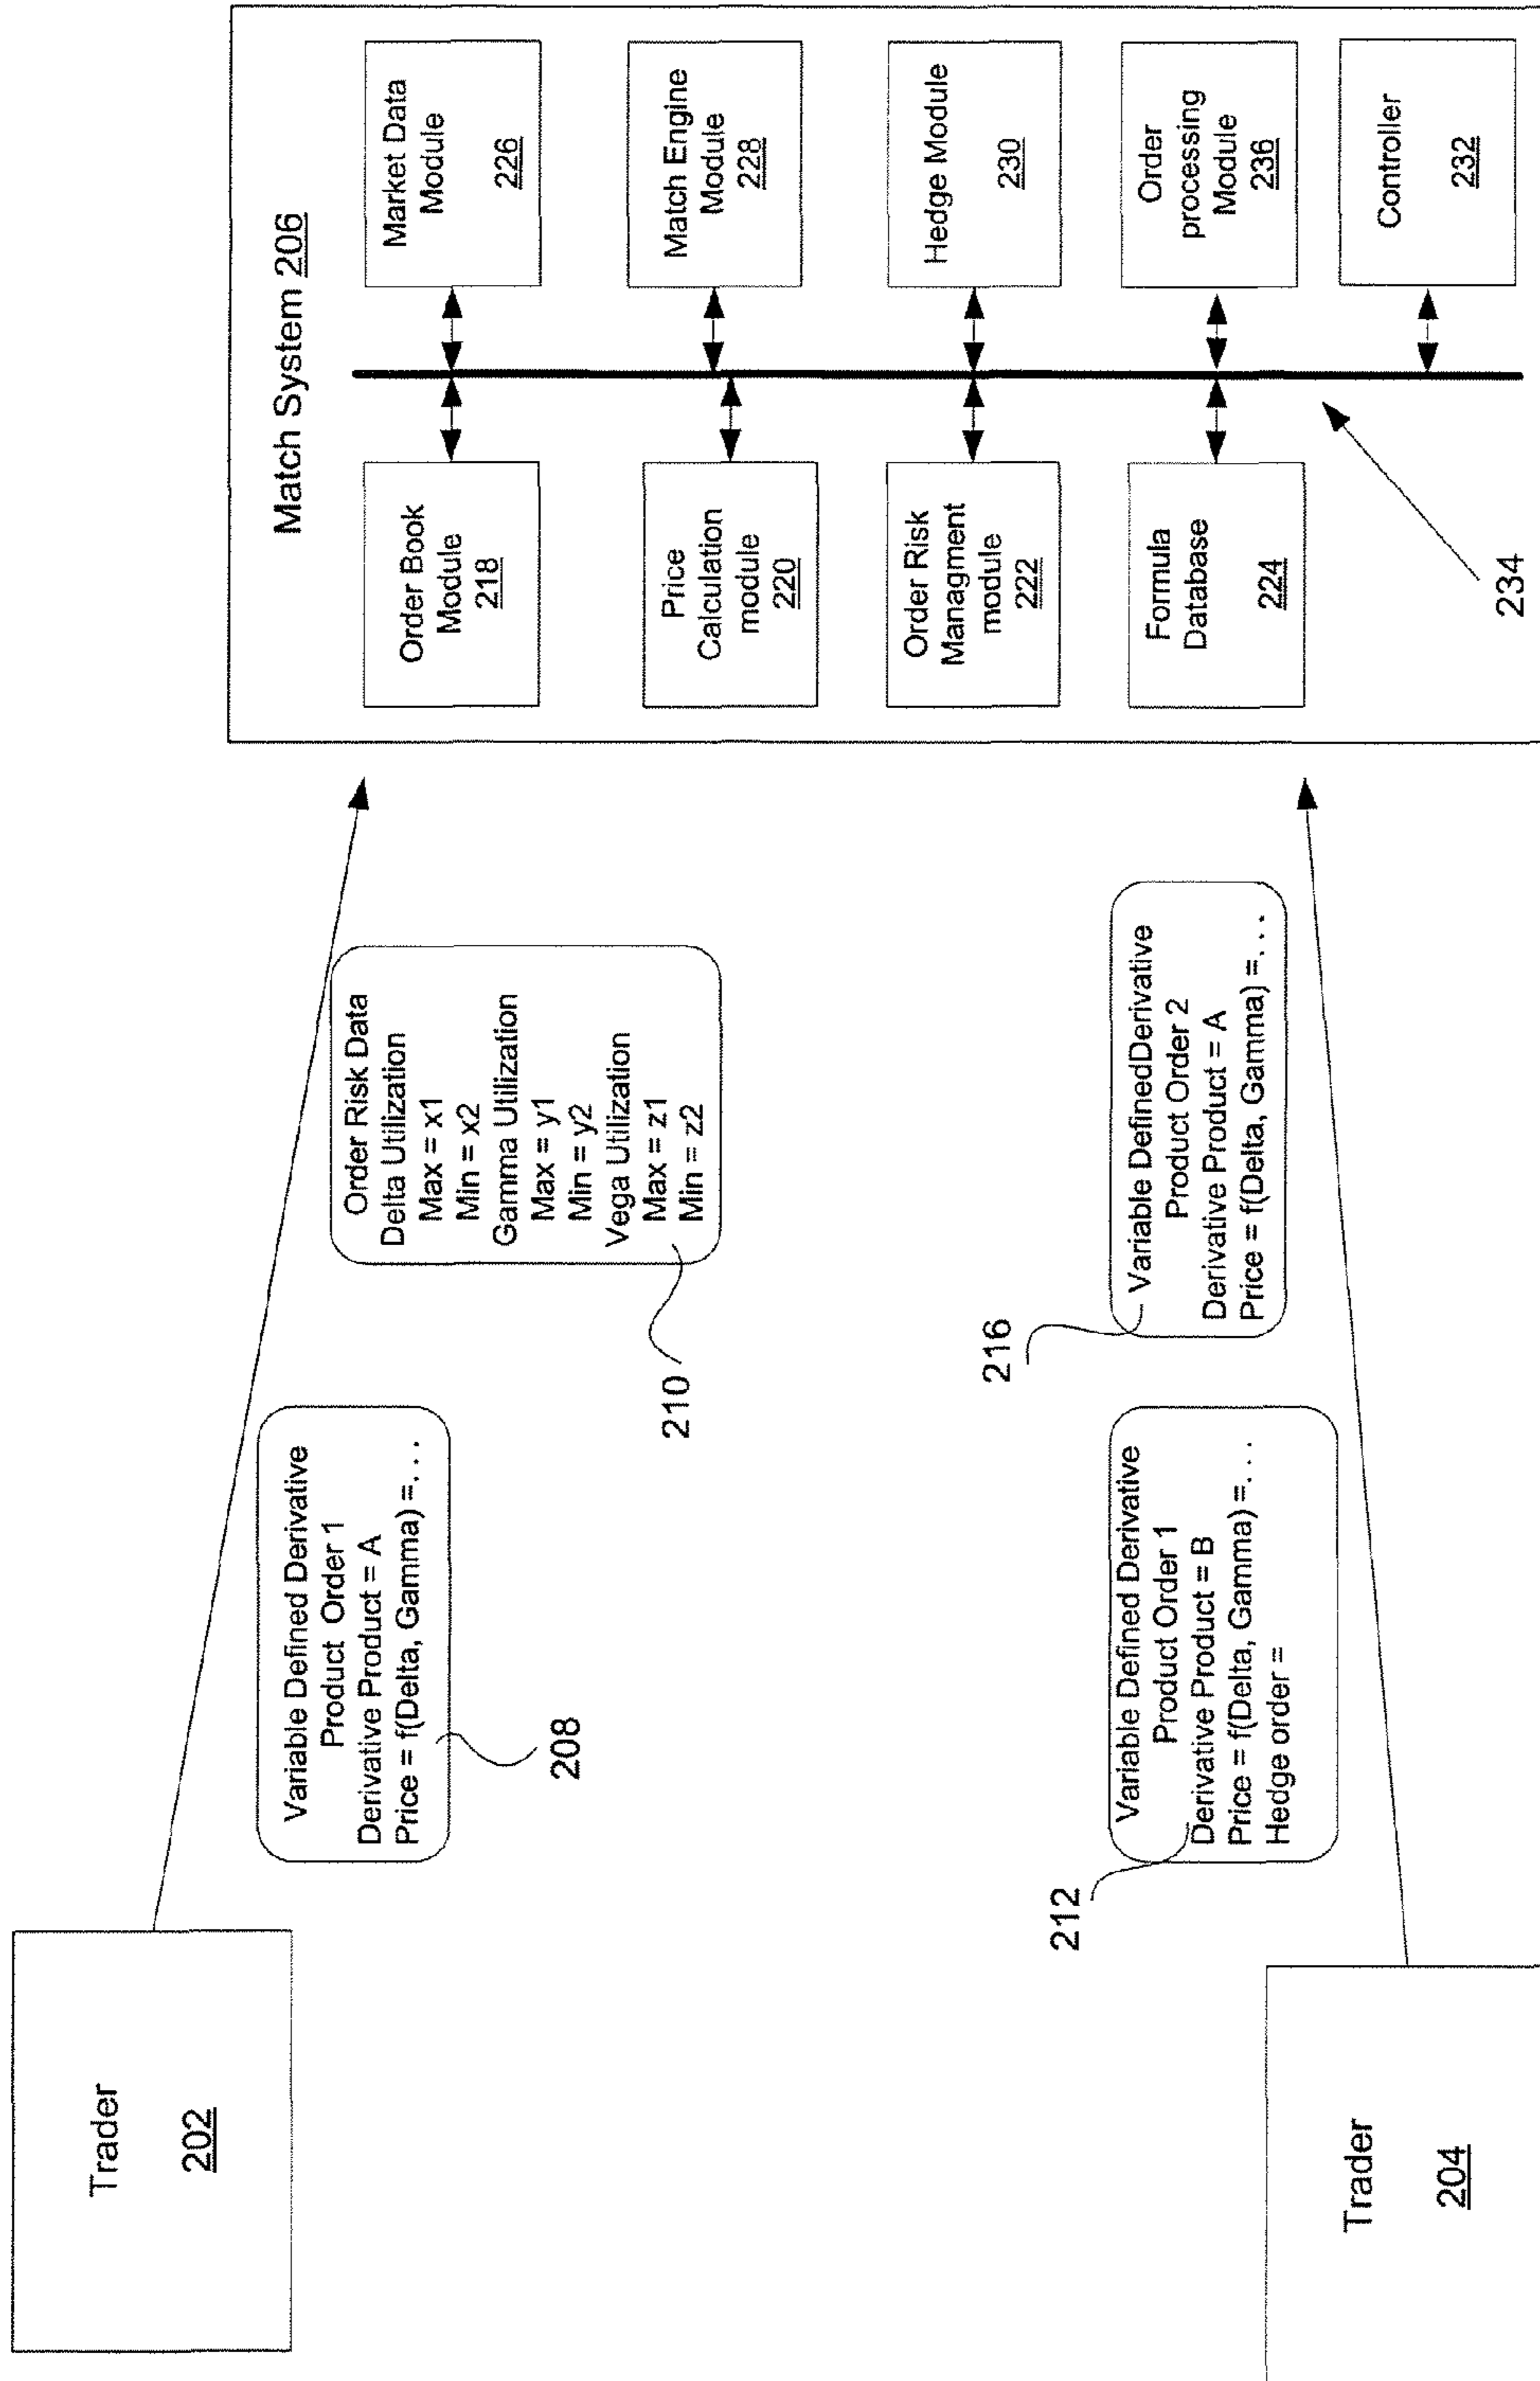 Trader
202
Variable Defined Derivative
Product Order 1
Derivative Product = A
Price = f(Delta, Gamma) =. . .
208
Order Risk Data
Delta Utilization
Max = x1
Min = x2
Gamma Utilization
Max = y1
Min = y2
Vega Utilization
Max = z1
Min = z2
210
Trader
204
212
Variable Defined Derivative
Product Order 1
Derivative Product = B
Price = f(Delta, Gamma) =. . .
Hedge order =
216
Variable DefinedDerivative
Product Order 2
Derivative Product = A
Price = f(Delta, Gamma) =. . .
Match System 206
Order Book
Module
218
Price
Calculation
module
220
Order Risk
Managment
module
222
Formula
Database
224
Market Data
Module
226
Match Engine
Module
228
Hedge Module
230
Order
processing
Module
236
Controller
232
234